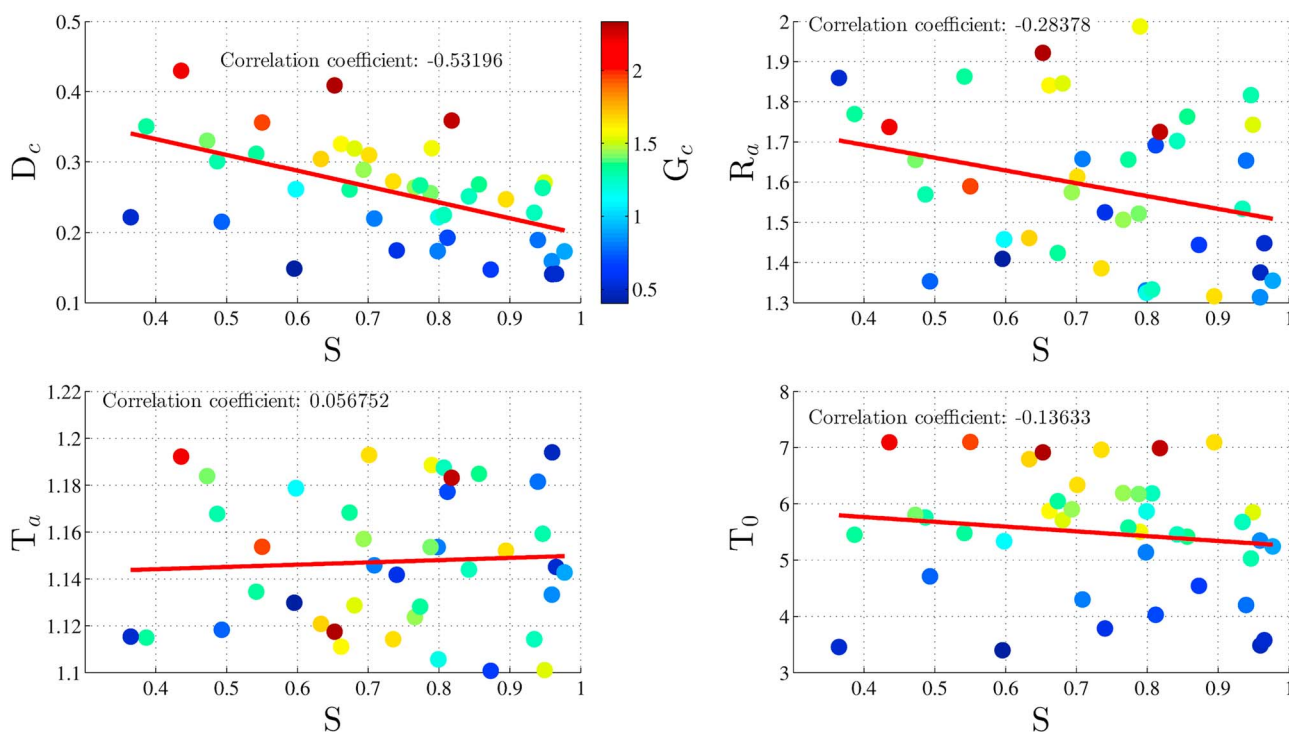 Correlation coefficient: -0.53196
0.5
0.4
0.3
0.2
0.1
D_c
0.4 0.5 0.6 0.7 0.8 0.9 1
S
2
1.5
1
0.5
G_c
Correlation coefficient: -0.28378
2
1.9
1.8
1.7
1.6
1.5
1.4
1.3
R_a
0.4 0.5 0.6 0.7 0.8 0.9 1
S
Correlation coefficient: 0.056752
1.22
1.2
1.18
1.16
1.14
1.12
1.1
T_a
0.4 0.5 0.6 0.7 0.8 0.9 1
S
Correlation coefficient: -0.13633
8
7
6
5
4
3
T_0
0.4 0.5 0.6 0.7 0.8 0.9 1
S